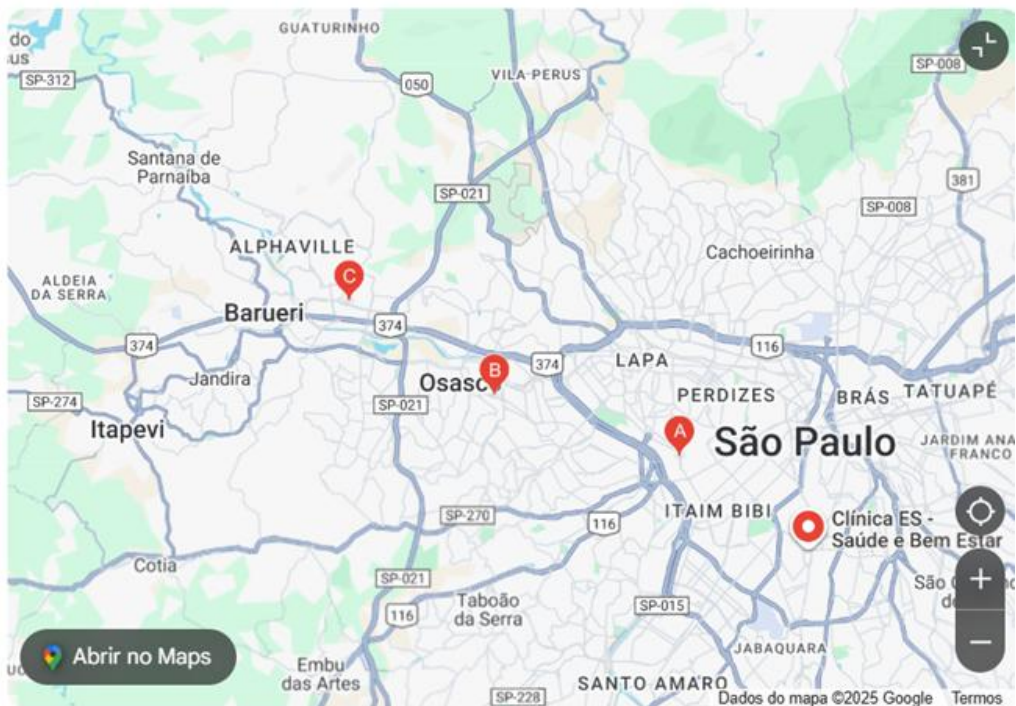 GUATURINHO
do
SP-312
050
VILA PERUS
SP-008
Santana de
Parnaíba
SP-021
381
SP-008
ALPHAVILLE
Cachoeirinha
ALDEIA
DA SERRA
C
Barueri
374
374
116
374
LAPA
Jandira
Osasco
B
SP-274
SP-021
PERDIZES
BRÁS
TATUAPÉ
Itapevi
A
São Paulo
JARDIM ANA
FRANCO
SP-270
116
ITAIM BIBI
Clínica ES -
Saúde e Bem Estar
Cotia
SP-021
116
Taboão
da Serra
SP-015
São
+
−
Abrir no Maps
JABAQUARA
Embu
das Artes
SANTO AMARO
SP-228
Dados do mapa ©2025 Google
Termos